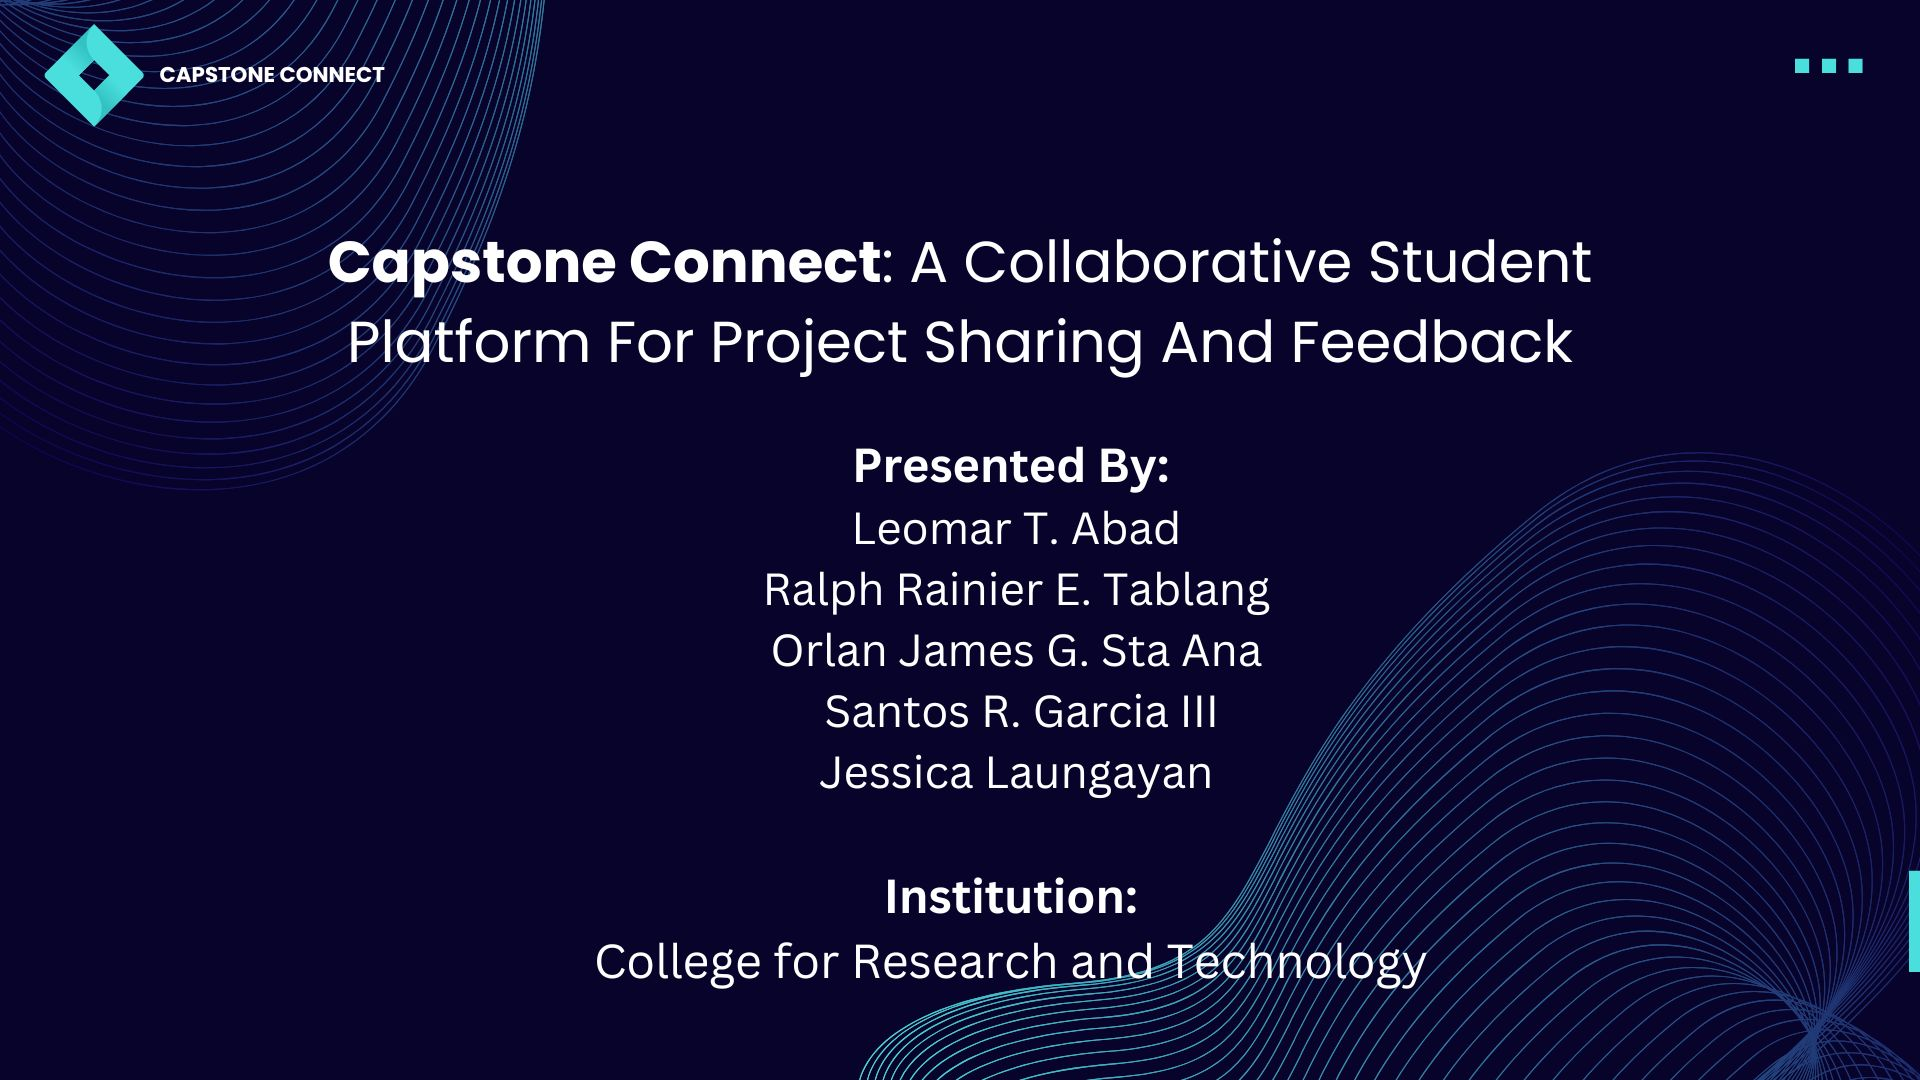 CAPSTONE CONNECT
Capstone Connect: A Collaborative Student
Platform For Project Sharing And Feedback
Presented By:
Leomar T. Abad
Ralph Rainier E. Tablang
Orlan James G. Sta Ana
Santos R. Garcia III
Jessica Laungayan
Institution:
College for Research and Technology